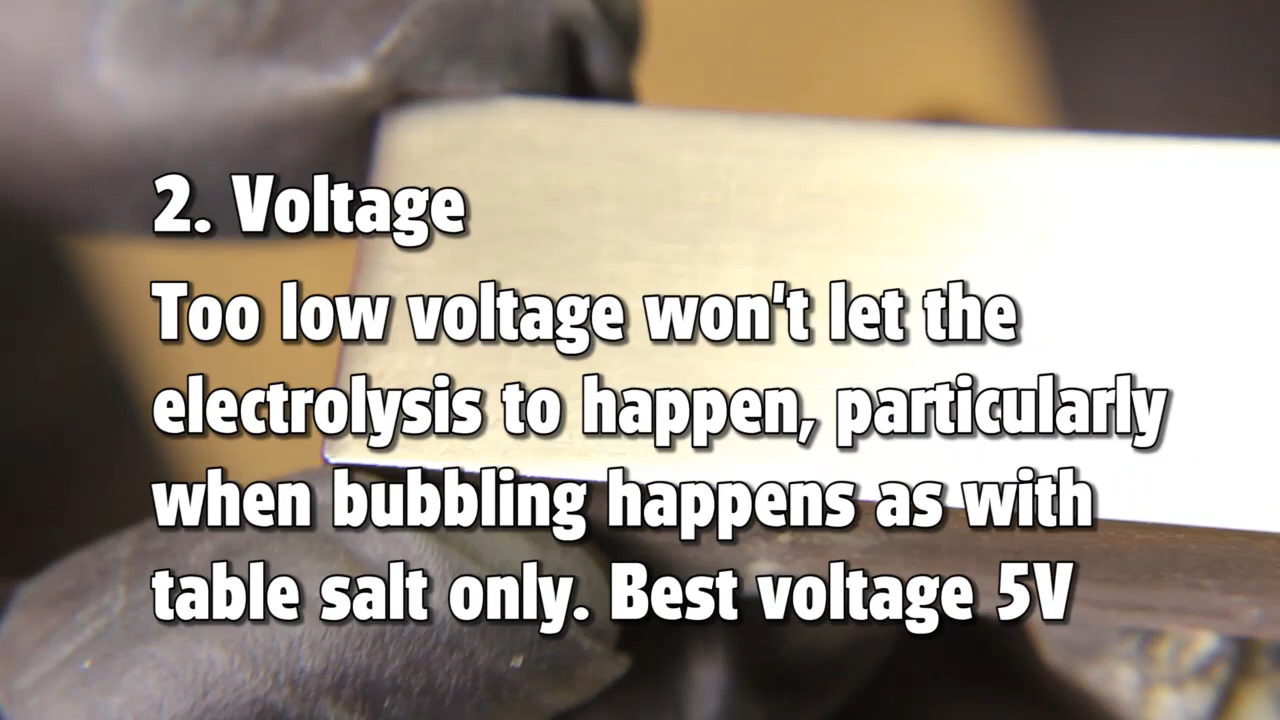 2. Voltage
Too low voltage won't let the
electrolysis to happen, particularly
when bubbling happens as with
table salt only. Best voltage 5V